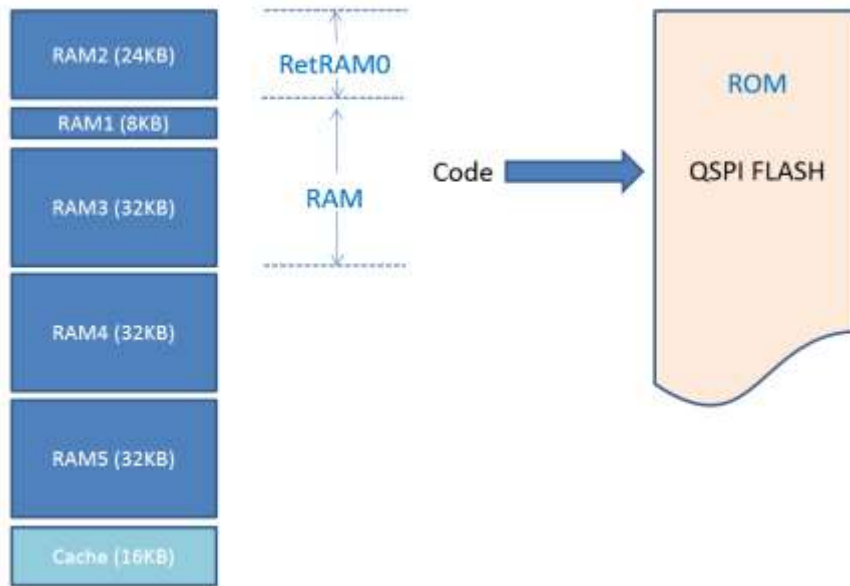 RAM2 (24KB)
RetRAM0
RAM1 (8KB)
RAM3 (32KB)
RAM
RAM4 (32KB)
RAM5 (32KB)
Cache (16KB)
Code
ROM
QSPI FLASH